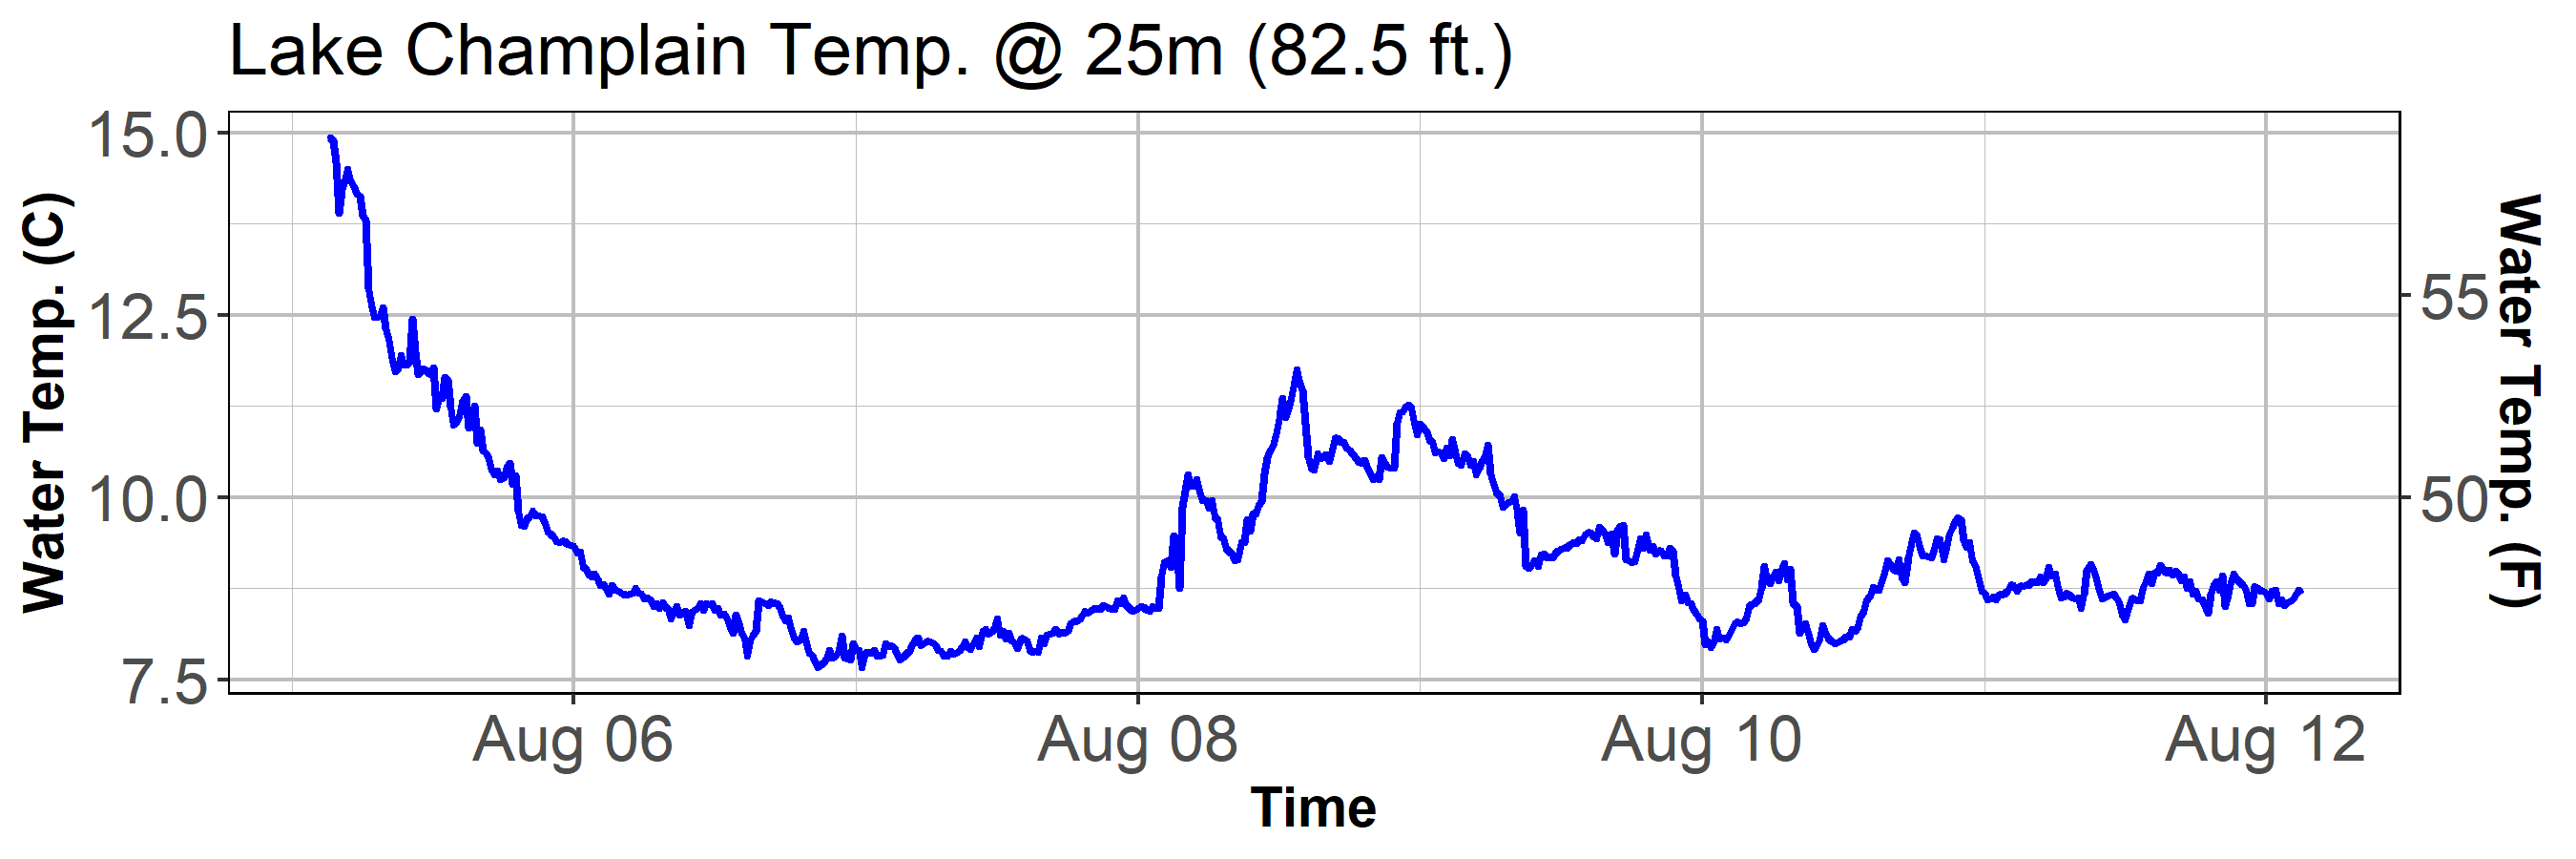 Lake Champlain Temp. @ 25m (82.5 ft.)
Water Temp. (C)
15.0
12.5
10.0
7.5
55
50
Water Temp. (F)
Aug 06 Aug 08 Aug 10 Aug 12
Time